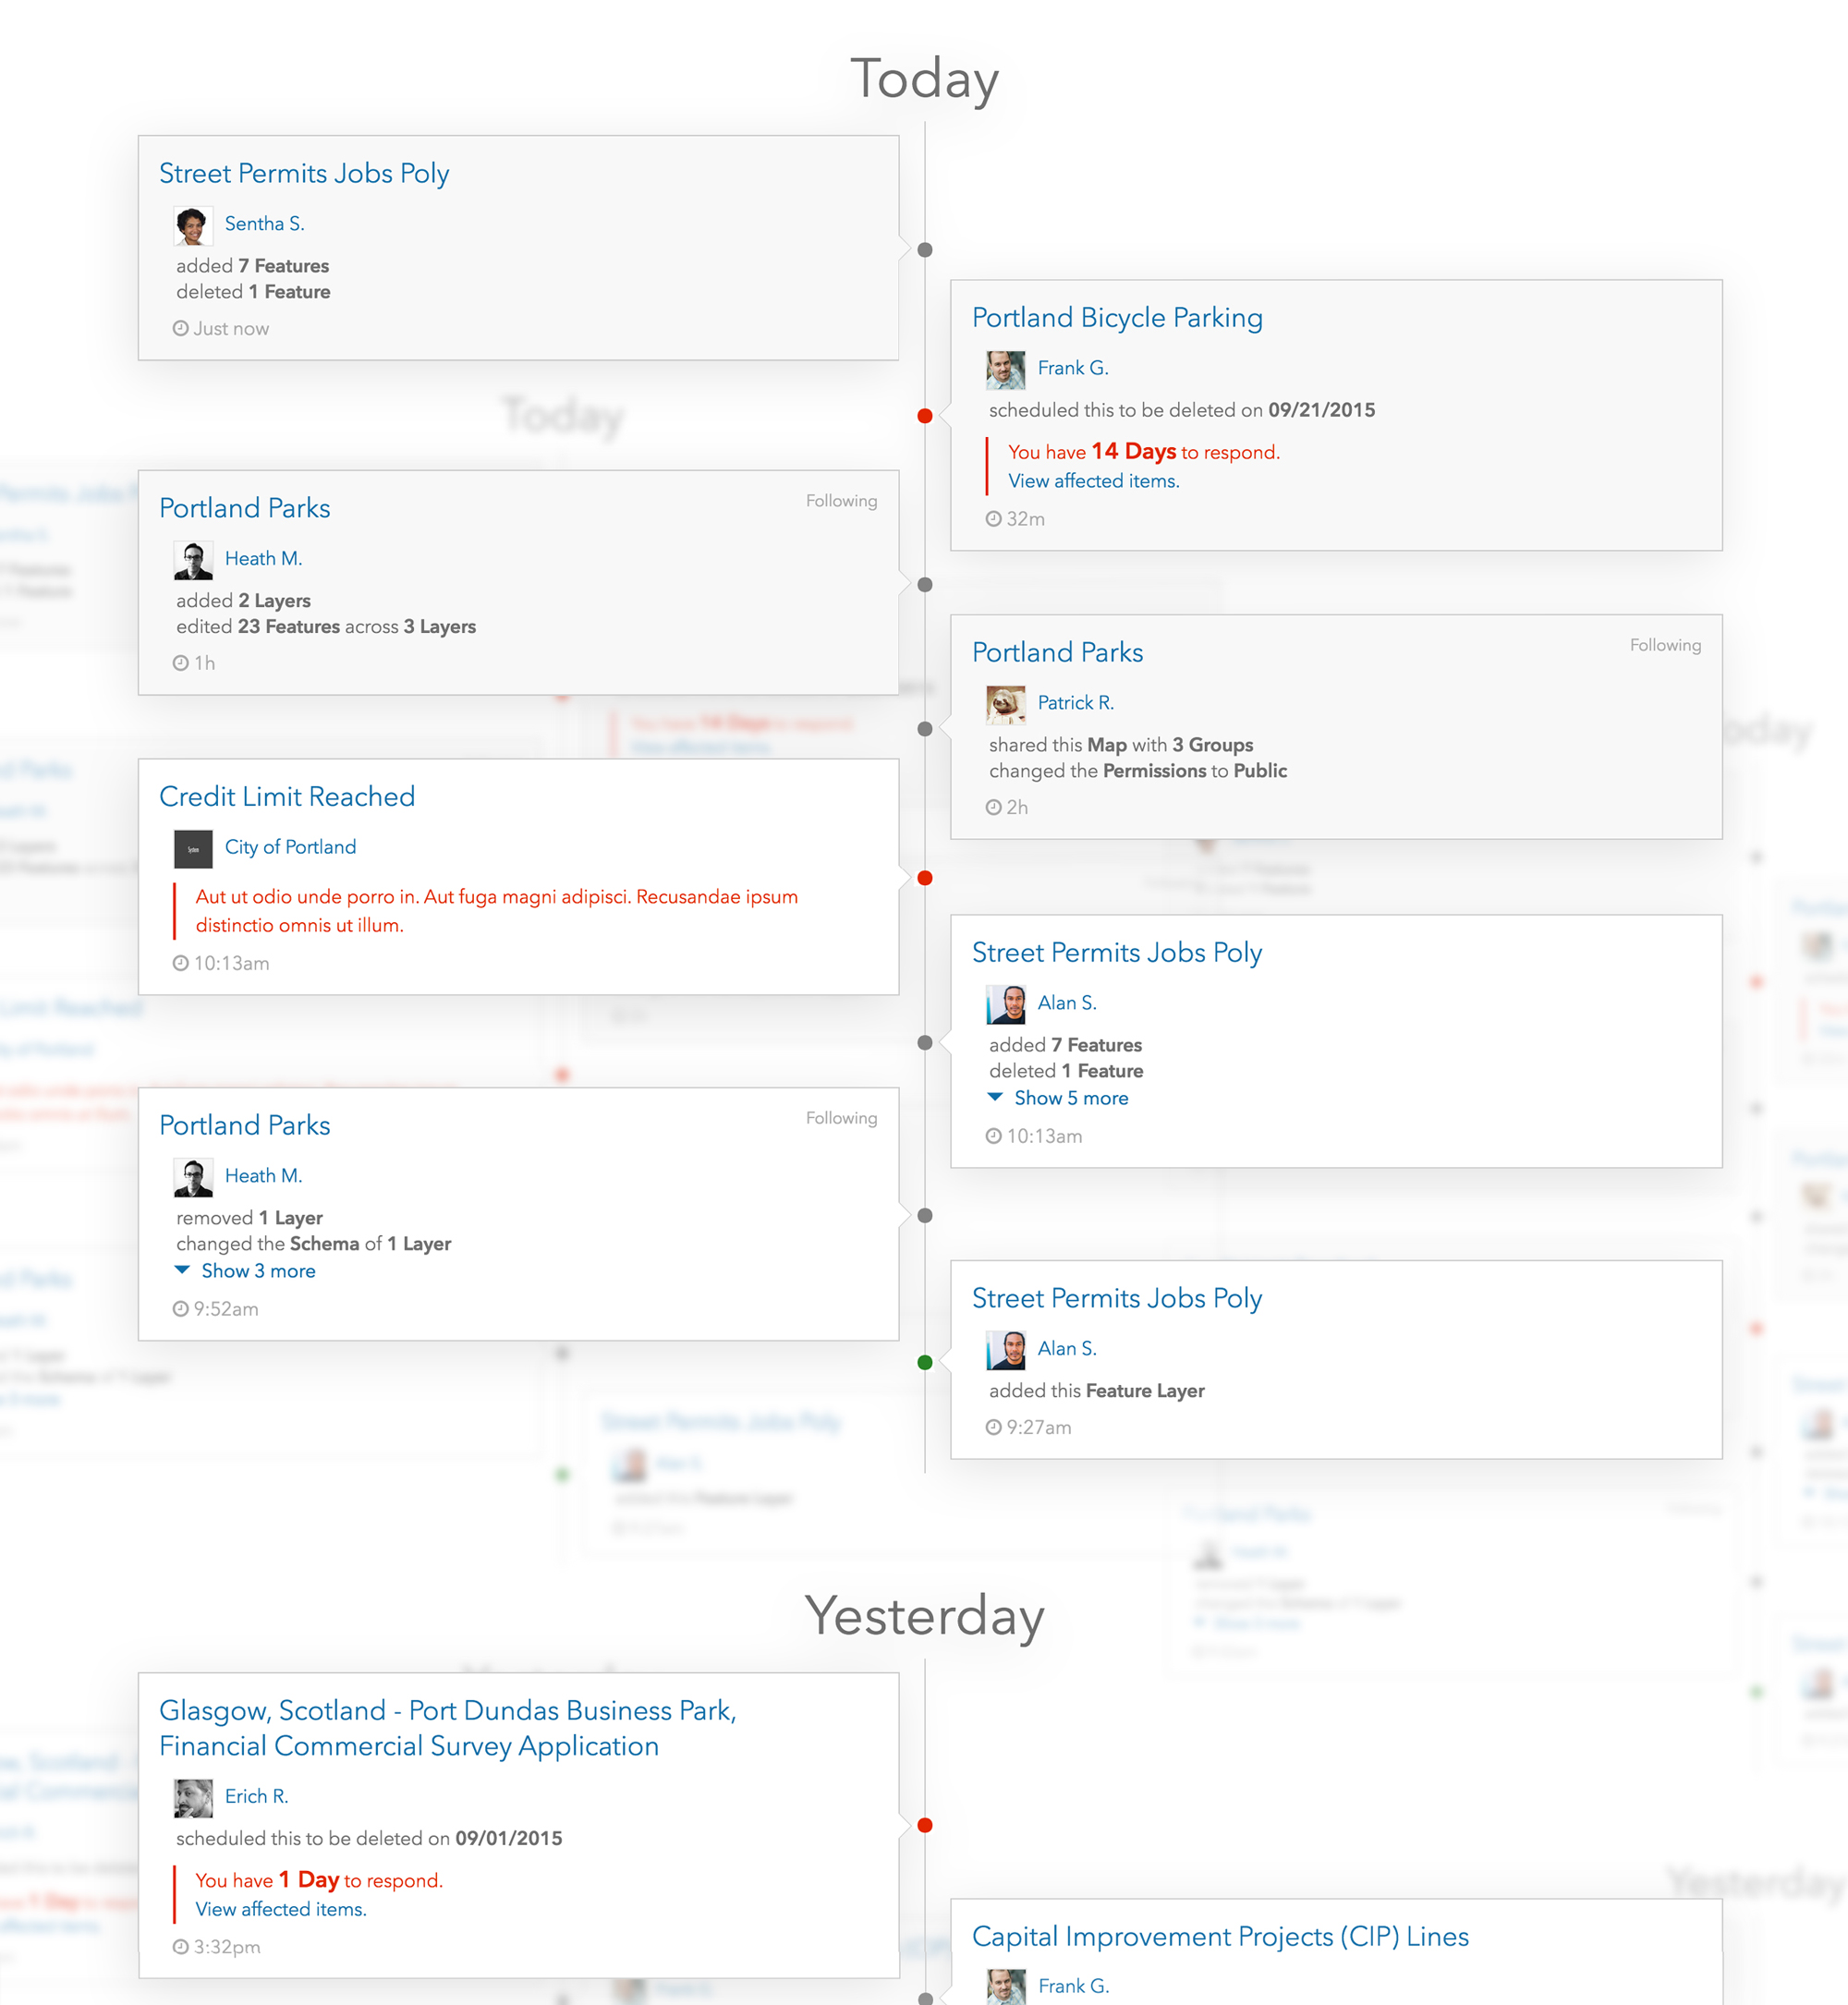 Today
Street Permits Jobs Poly
Sentha S.
added 7 Features
deleted 1 Feature
Just now
Portland Bicycle Parking
Frank G.
scheduled this to be deleted on 09/21/2015
You have 14 Days to respond.
View affected items.
32m
Portland Parks
Following
Heath M.
added 2 Layers
edited 23 Features across 3 Layers
1h
Portland Parks
Following
Patrick R.
shared this Map with 3 Groups
changed the Permissions to Public
2h
Credit Limit Reached
System
City of Portland
Aut ut odio unde porro in. Aut fuga magni adipisci. Recusandae ipsum
distinctio omnis ut illum.
10:13am
Street Permits Jobs Poly
Alan S.
added 7 Features
deleted 1 Feature
Show 5 more
10:13am
Portland Parks
Following
Heath M.
removed 1 Layer
changed the Schema of 1 Layer
Show 3 more
9:52am
Street Permits Jobs Poly
Alan S.
added this Feature Layer
9:27am
Yesterday
Glasgow, Scotland - Port Dundas Business Park,
Financial Commercial Survey Application
Erich R.
scheduled this to be deleted on 09/01/2015
You have 1 Day to respond.
View affected items.
3:32pm
Capital Improvement Projects (CIP) Lines
Frank G.